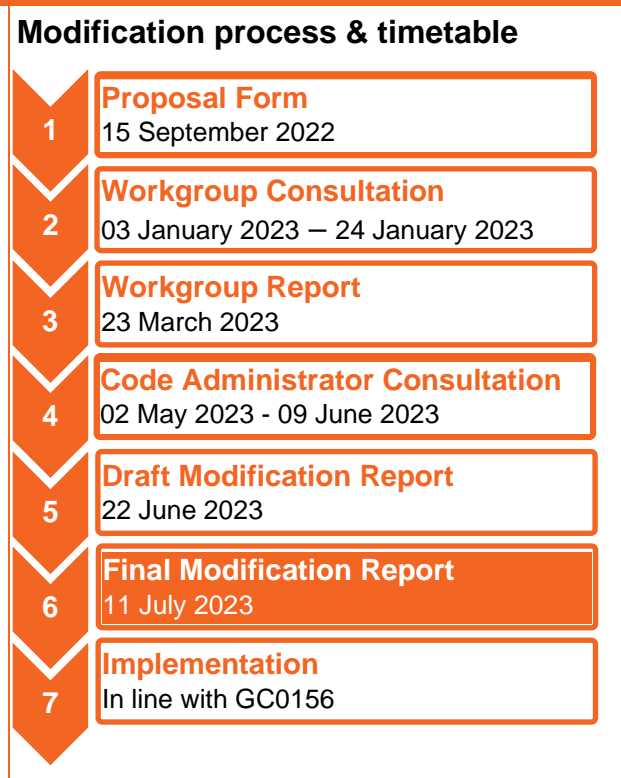 Modification process & timetable
1
Proposal Form
15 September 2022
2
Workgroup Consultation
03 January 2023 – 24 January 2023
3
Workgroup Report
23 March 2023
4
Code Administrator Consultation
02 May 2023 - 09 June 2023
5
Draft Modification Report
22 June 2023
6
Final Modification Report
11 July 2023
7
Implementation
In line with GC0156